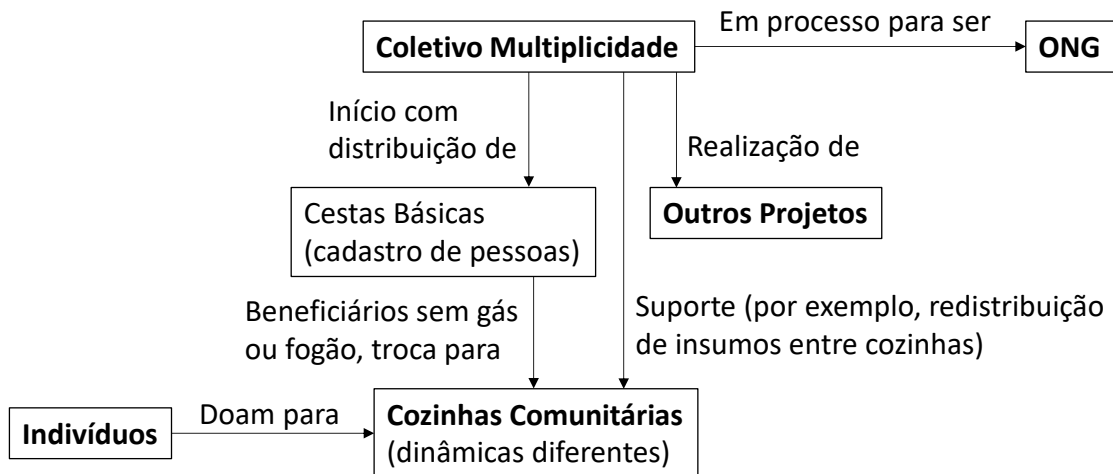 Coletivo Multiplicidade
Em processo para ser
ONG
Início com
distribuição de
Realização de
Cestas Básicas
(cadastro de pessoas)
Outros Projetos
Beneficiários sem gás
ou fogão, troca para
Suporte (por exemplo, redistribuição
de insumos entre cozinhas)
Indivíduos
Doam para
Cozinhas Comunitárias
(dinâmicas diferentes)